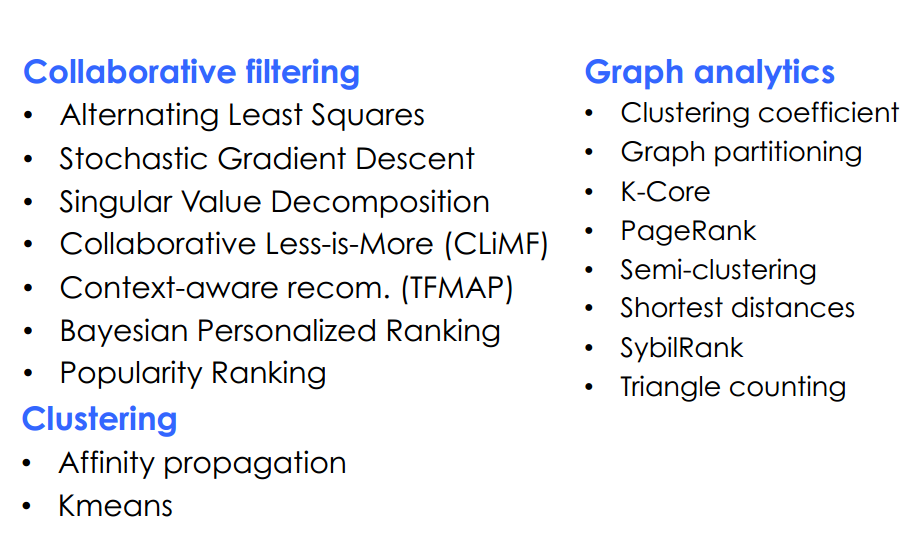 Collaborative filtering
• Alternating Least Squares
• Stochastic Gradient Descent
• Singular Value Decomposition
• Collaborative Less-is-More (CLiMF)
• Context-aware recom. (TFMAP)
• Bayesian Personalized Ranking
• Popularity Ranking
Clustering
• Affinity propagation
• Kmeans
Graph analytics
• Clustering coefficient
• Graph partitioning
• K-Core
• PageRank
• Semi-clustering
• Shortest distances
• SybilRank
• Triangle counting